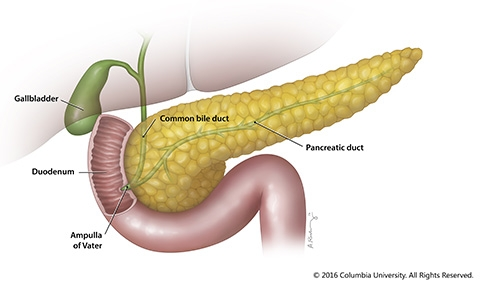 Gallbladder
Common bile duct
Pancreatic duct
Duodenum
Ampulla
of Vater
© 2016 Columbia University. All Rights Reserved.